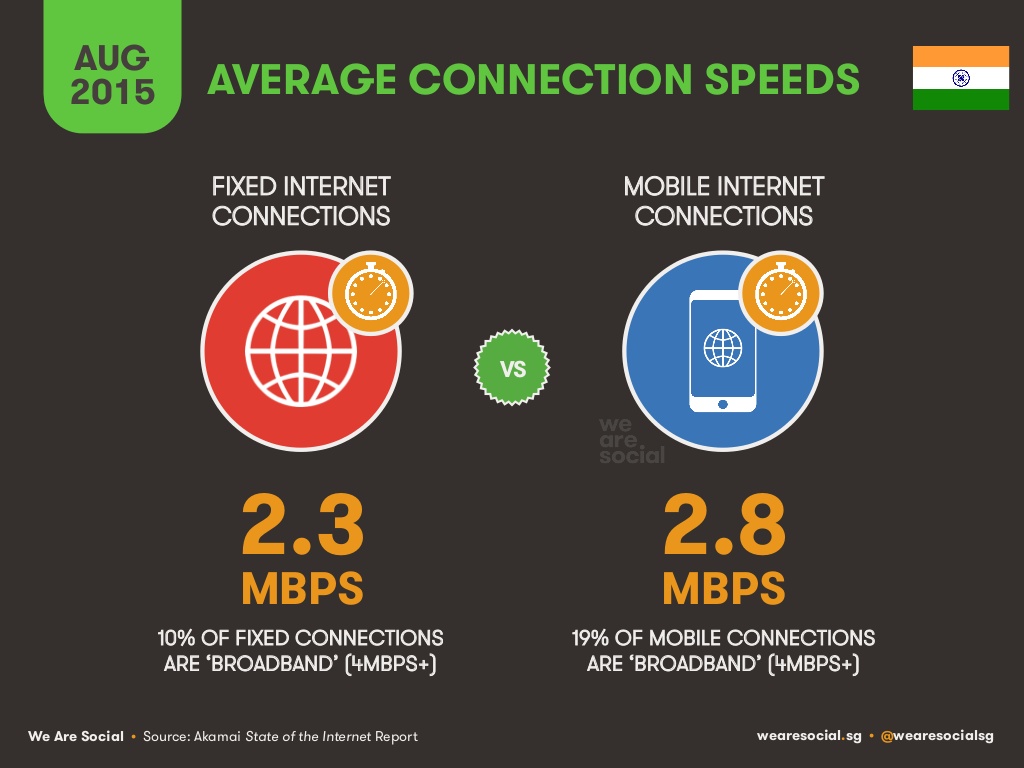 AUG
2015
AVERAGE CONNECTION SPEEDS
FIXED INTERNET
CONNECTIONS
MOBILE INTERNET
CONNECTIONS
VS
we
are
social
2.3
MBPS
10% OF FIXED CONNECTIONS
ARE ‘BROADBAND’ (4MBPS+)
2.8
MBPS
19% OF MOBILE CONNECTIONS
ARE ‘BROADBAND’ (4MBPS+)
We Are Social • Source: Akamai State of the Internet Report
wearesocial.sg • @wearesocialsg